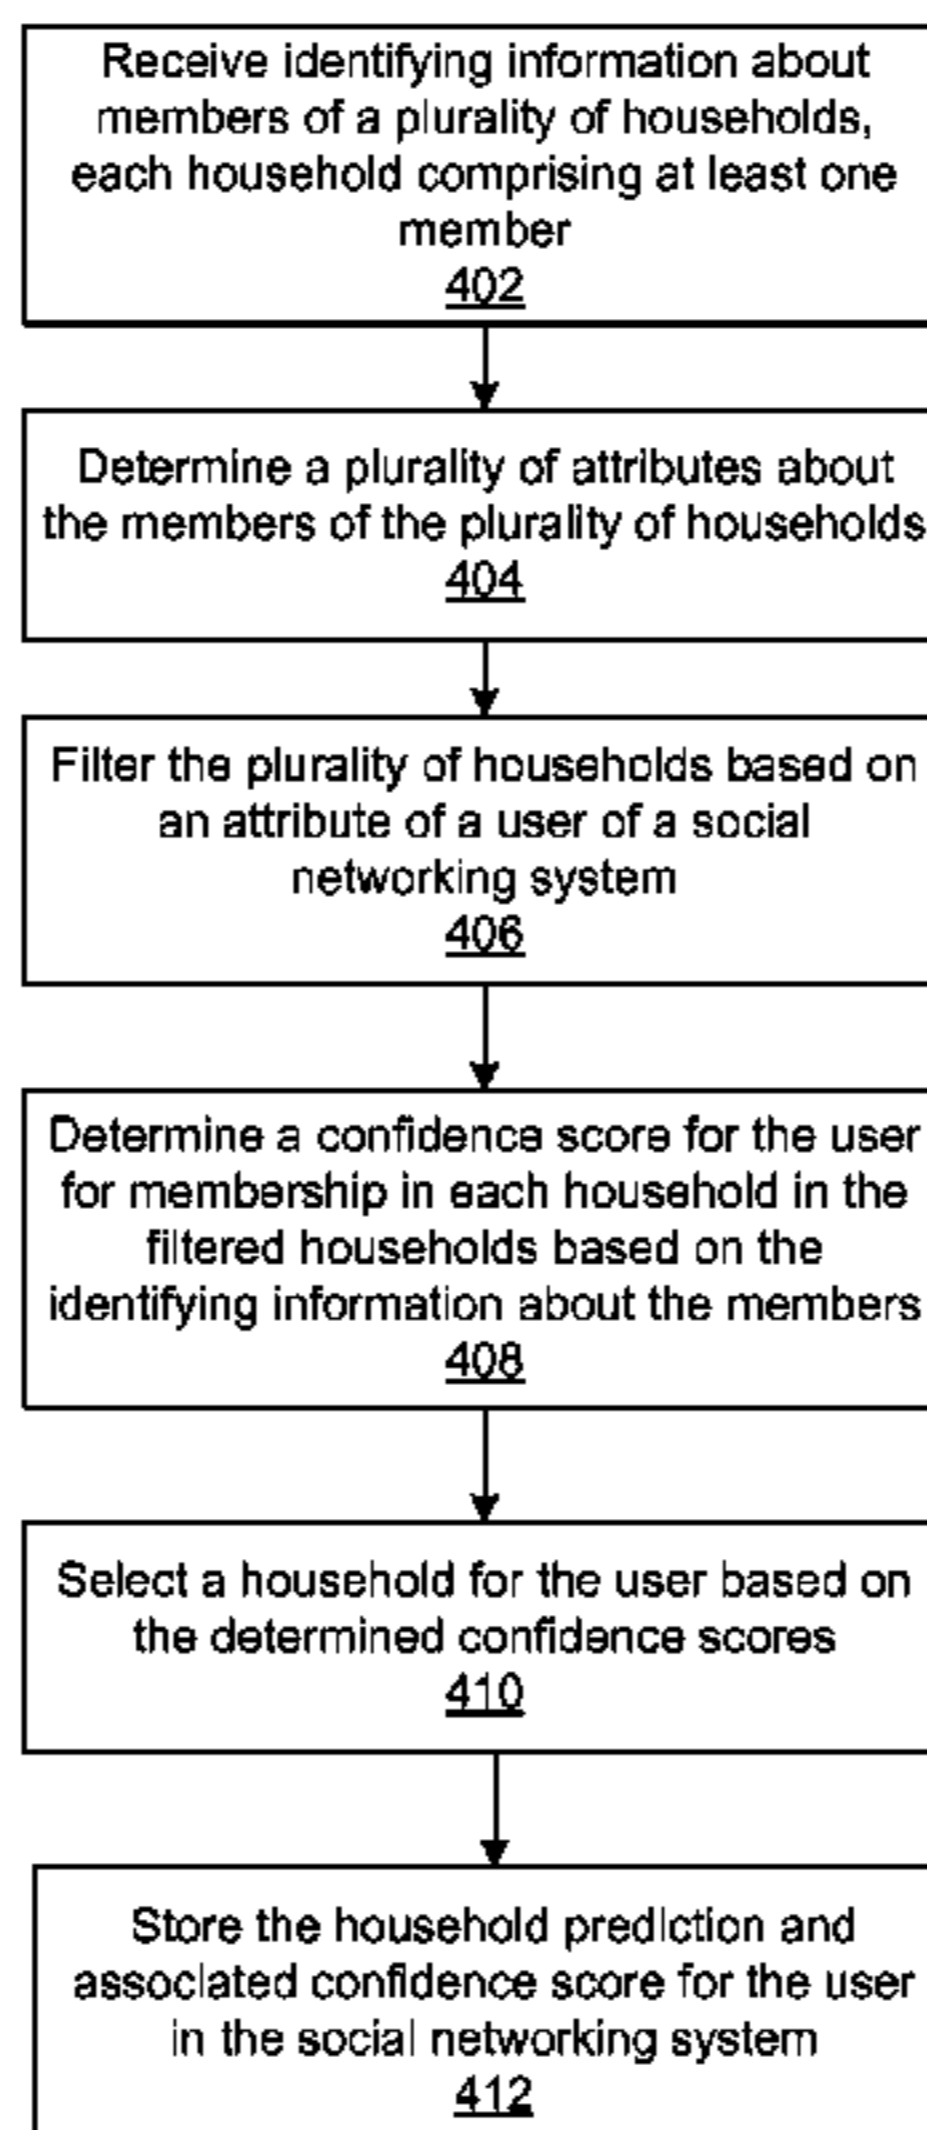 Receive identifying information about
members of a plurality of households,
each household comprising at least one
member
402
Determine a plurality of attributes about
the members of the plurality of households
404
Filter the plurality of households based on
an attribute of a user of a social
networking system
406
Determine a confidence score for the user
for membership in each household in the
filtered households based on the
identifying information about the members
408
Select a household for the user based on
the determined confidence scores
410
Store the household prediction and
associated confidence score for the user
in the social networking system
412